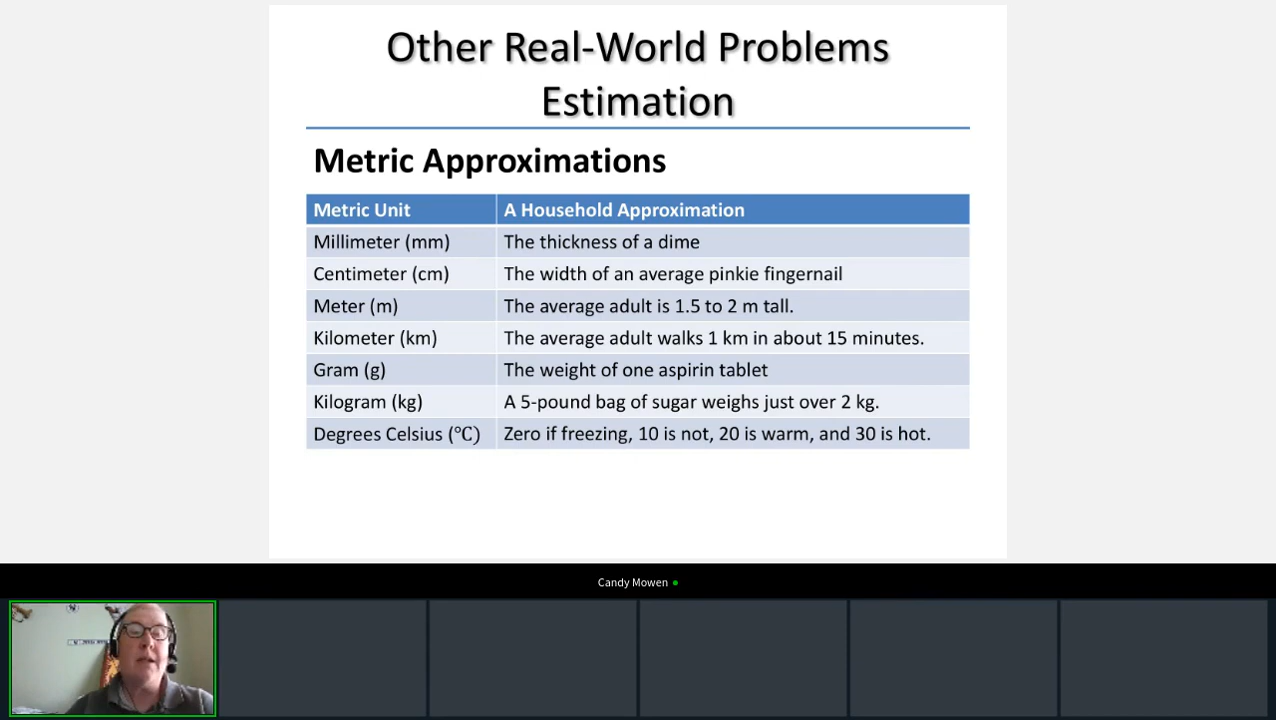 Other Real-World Problems
Estimation
Metric Approximations
Metric Unit A Household Approximation
Millimeter (mm) The thickness of a dime
Centimeter (cm) The width of an average pinkie fingernail
Meter (m) The average adult is 1.5 to 2 m tall.
Kilometer (km) The average adult walks 1 km in about 15 minutes.
Gram (g) The weight of one aspirin tablet
Kilogram (kg) A 5-pound bag of sugar weighs just over 2 kg.
Degrees Celsius (℃) Zero if freezing, 10 is not, 20 is warm, and 30 is hot.
Candy Mowen